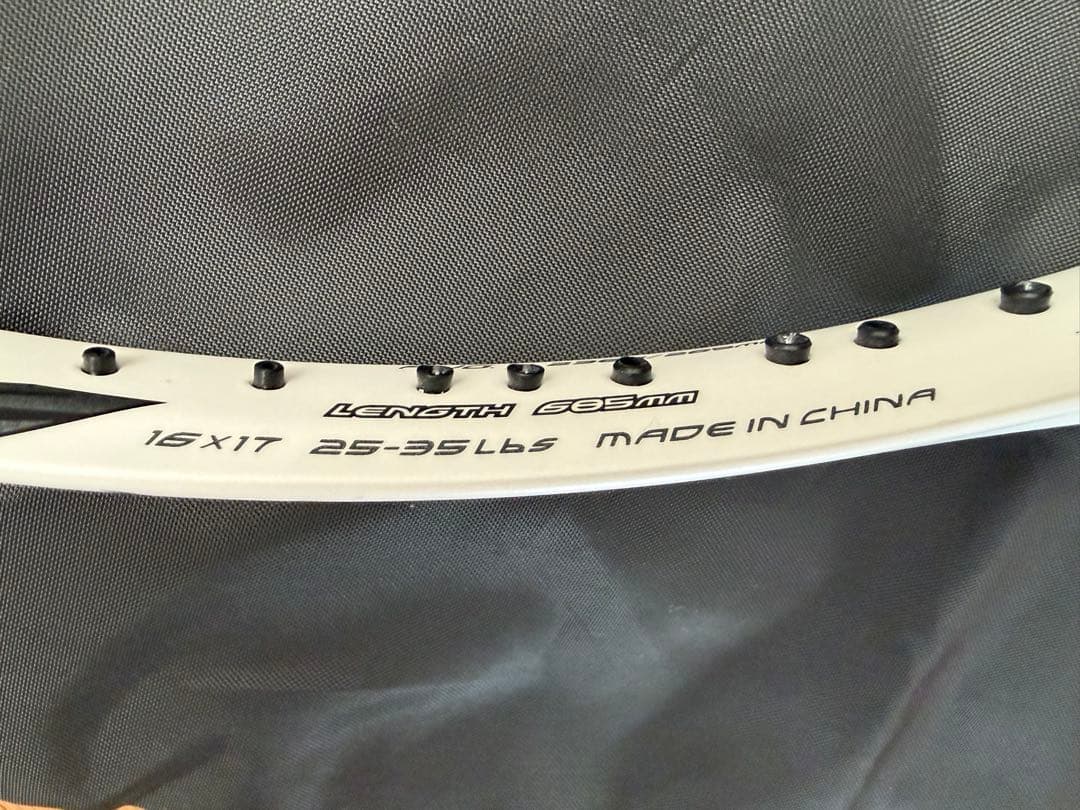 LENGTH 685mm
16X17 25-35Lbs MADE IN CHINA